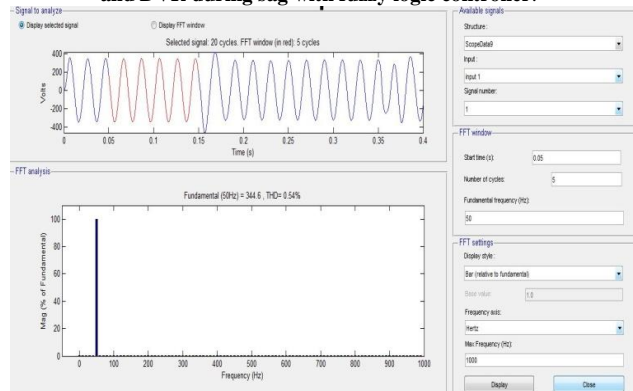 and DVR during sag with fuzzy logic controller.
Signal to analyze
Display selected signal
Display FFT window
Selected signal: 20 cycles. FFT window (in red): 5 cycles
400
200
0
-200
-400
Volts
0
0.05
0.1
0.15
0.2
0.25
0.3
0.35
0.4
Time (s)
FFT analysis
Fundamental (50Hz) = 344.6 , THD= 0.54%
100
80
60
40
20
0
Mag (% of Fundamental)
0
100
200
300
400
500
600
700
800
900
1000
Frequency (Hz)
Available signals
Structure:
ScopeData9
Input:
input 1
Signal number:
1
FFT window
Start time (s):
0.05
Number of cycles:
5
Fundamental frequency (Hz):
50
FFT settings
Display style:
Bar (relative to fundamental)
Base value:
1.0
Frequency axis:
Hertz
Max Frequency (Hz):
1000
Display
Close